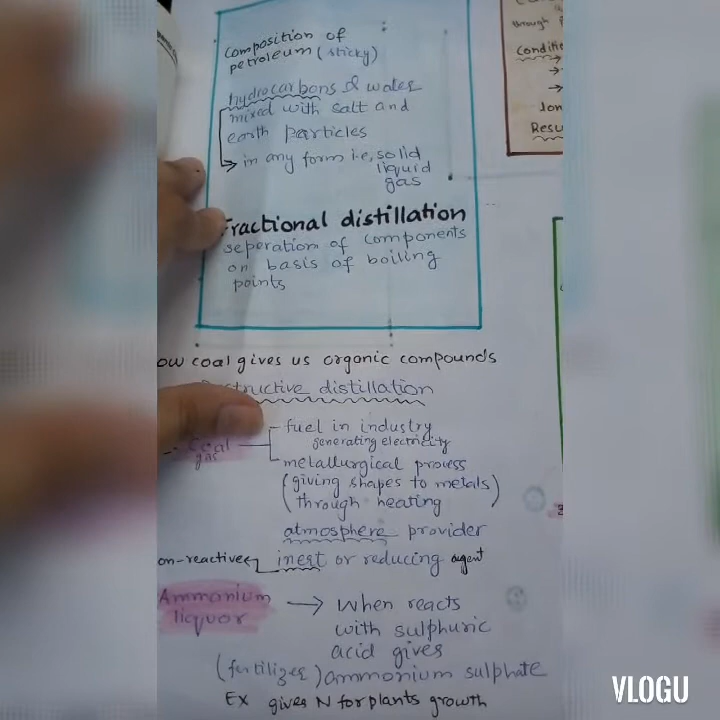 composition of
petroleum (sticky)
hydrocarbons & water
mixed with salt and
earth particles
in any form i.e, solid
liquid
gas
Fractional distillation
seperation of components
on basis of boiling
points
ow coal gives us organic compounds
structive distillation
Coal
gas
fuel in industry
generating electricity
metallurgical process
(giving shapes to metals
through heating)
atmosphere provider
on-reactive inert or reducing agent
Ammonium
liquor
When reacts
with sulphuric
acid gives
(fertilizer) ammonium sulphate
Ex gives N for plants growth
through
Conditi
Resu
VLOGU